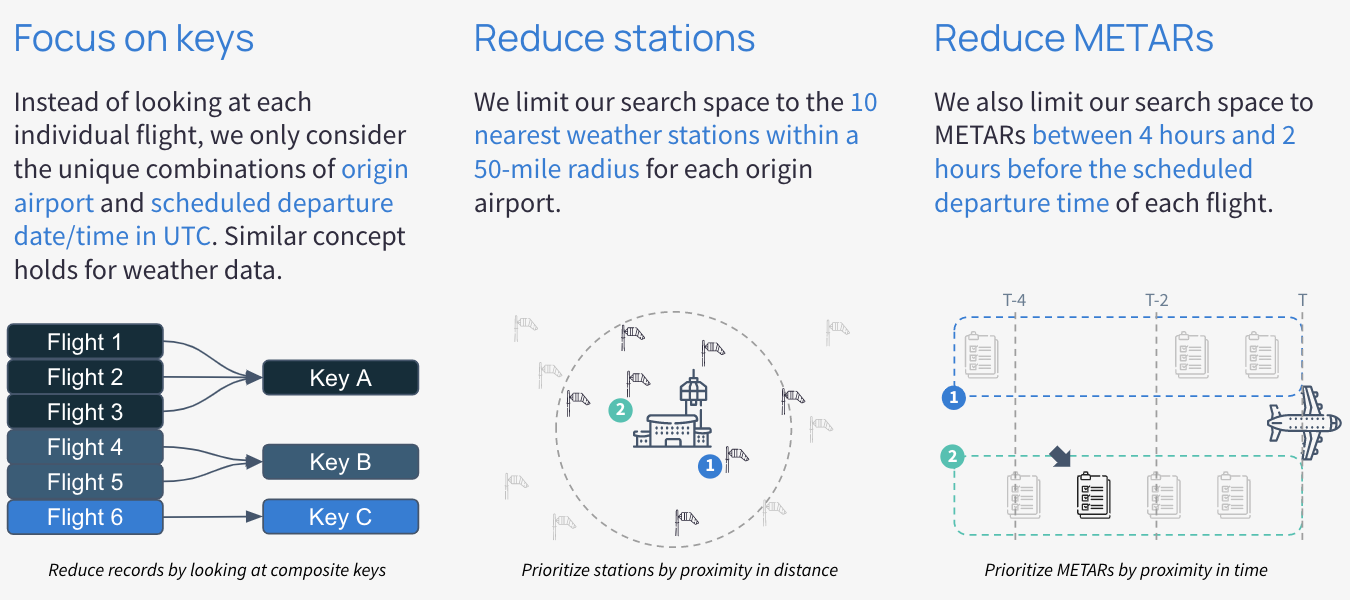 Focus on keys
Instead of looking at each
individual flight, we only consider
the unique combinations of origin
airport and scheduled departure
date/time in UTC. Similar concept
holds for weather data.
Flight 1
Flight 2
Flight 3
Flight 4
Flight 5
Flight 6
Key A
Key B
Key C
Reduce records by looking at composite keys
Reduce stations
We limit our search space to the 10
nearest weather stations within a
50-mile radius for each origin
airport.
2
1
Prioritize stations by proximity in distance
Reduce METARs
We also limit our search space to
METARs between 4 hours and 2
hours before the scheduled
departure time of each flight.
T-4
T-2
T
1
2
Prioritize METARs by proximity in time